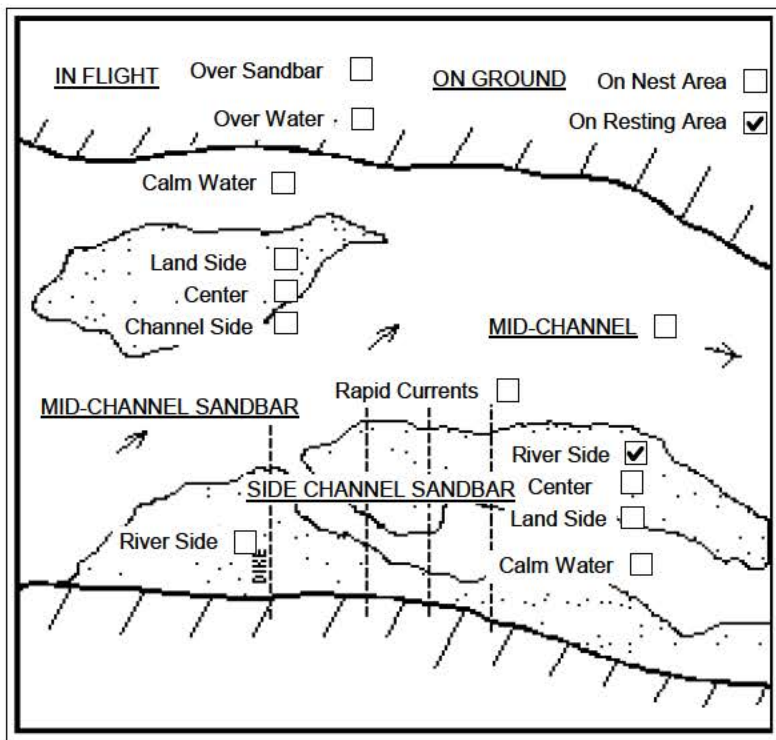 IN FLIGHT Over Sandbar ON GROUND On Nest Area
Over Water On Resting Area
Calm Water
Land Side
Center
Channel Side
MID-CHANNEL
Rapid Currents
MID-CHANNEL SANDBAR
River Side
SIDE CHANNEL SANDBAR Center
Land Side
River Side
DIKE
Calm Water